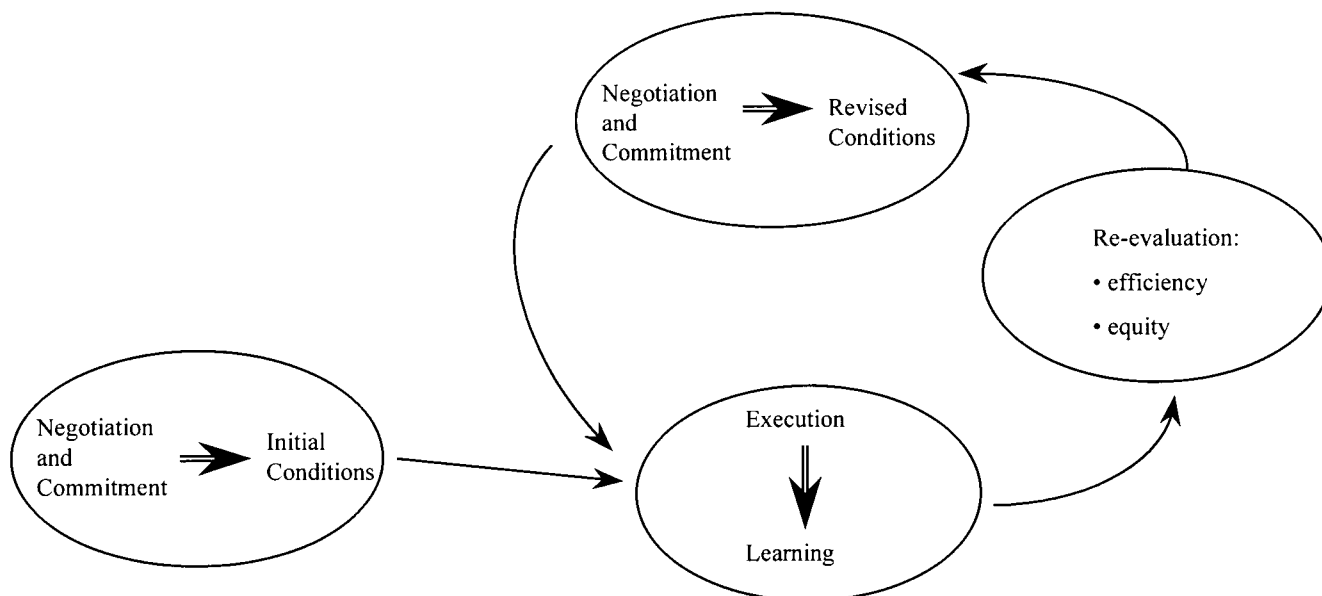 Negotiation
and
Commitment
Revised
Conditions
Re-evaluation:
• efficiency
• equity
Negotiation
and
Commitment
Initial
Conditions
Execution
Learning